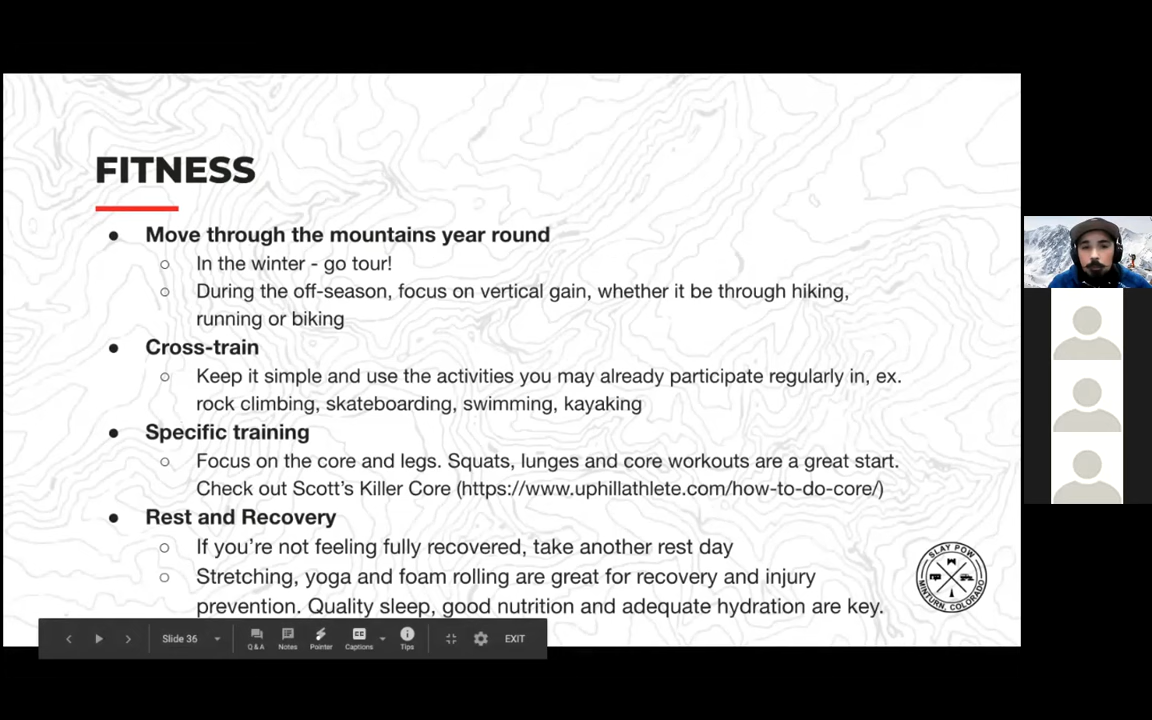 FITNESS
● Move through the mountains year round
○ In the winter - go tour!
○ During the off-season, focus on vertical gain, whether it be through hiking,
running or biking
● Cross-train
○ Keep it simple and use the activities you may already participate regularly in, ex.
rock climbing, skateboarding, swimming, kayaking
● Specific training
○ Focus on the core and legs. Squats, lunges and core workouts are a great start.
Check out Scott’s Killer Core (https://www.uphillathlete.com/how-to-do-core/)
● Rest and Recovery
○ If you’re not feeling fully recovered, take another rest day
○ Stretching, yoga and foam rolling are great for recovery and injury
prevention. Quality sleep, good nutrition and adequate hydration are key.
SLAY POW
MINTURN, COLORADO
Slide 36
Q & A
Notes
Pointer
CC
Captions
Tips
EXIT